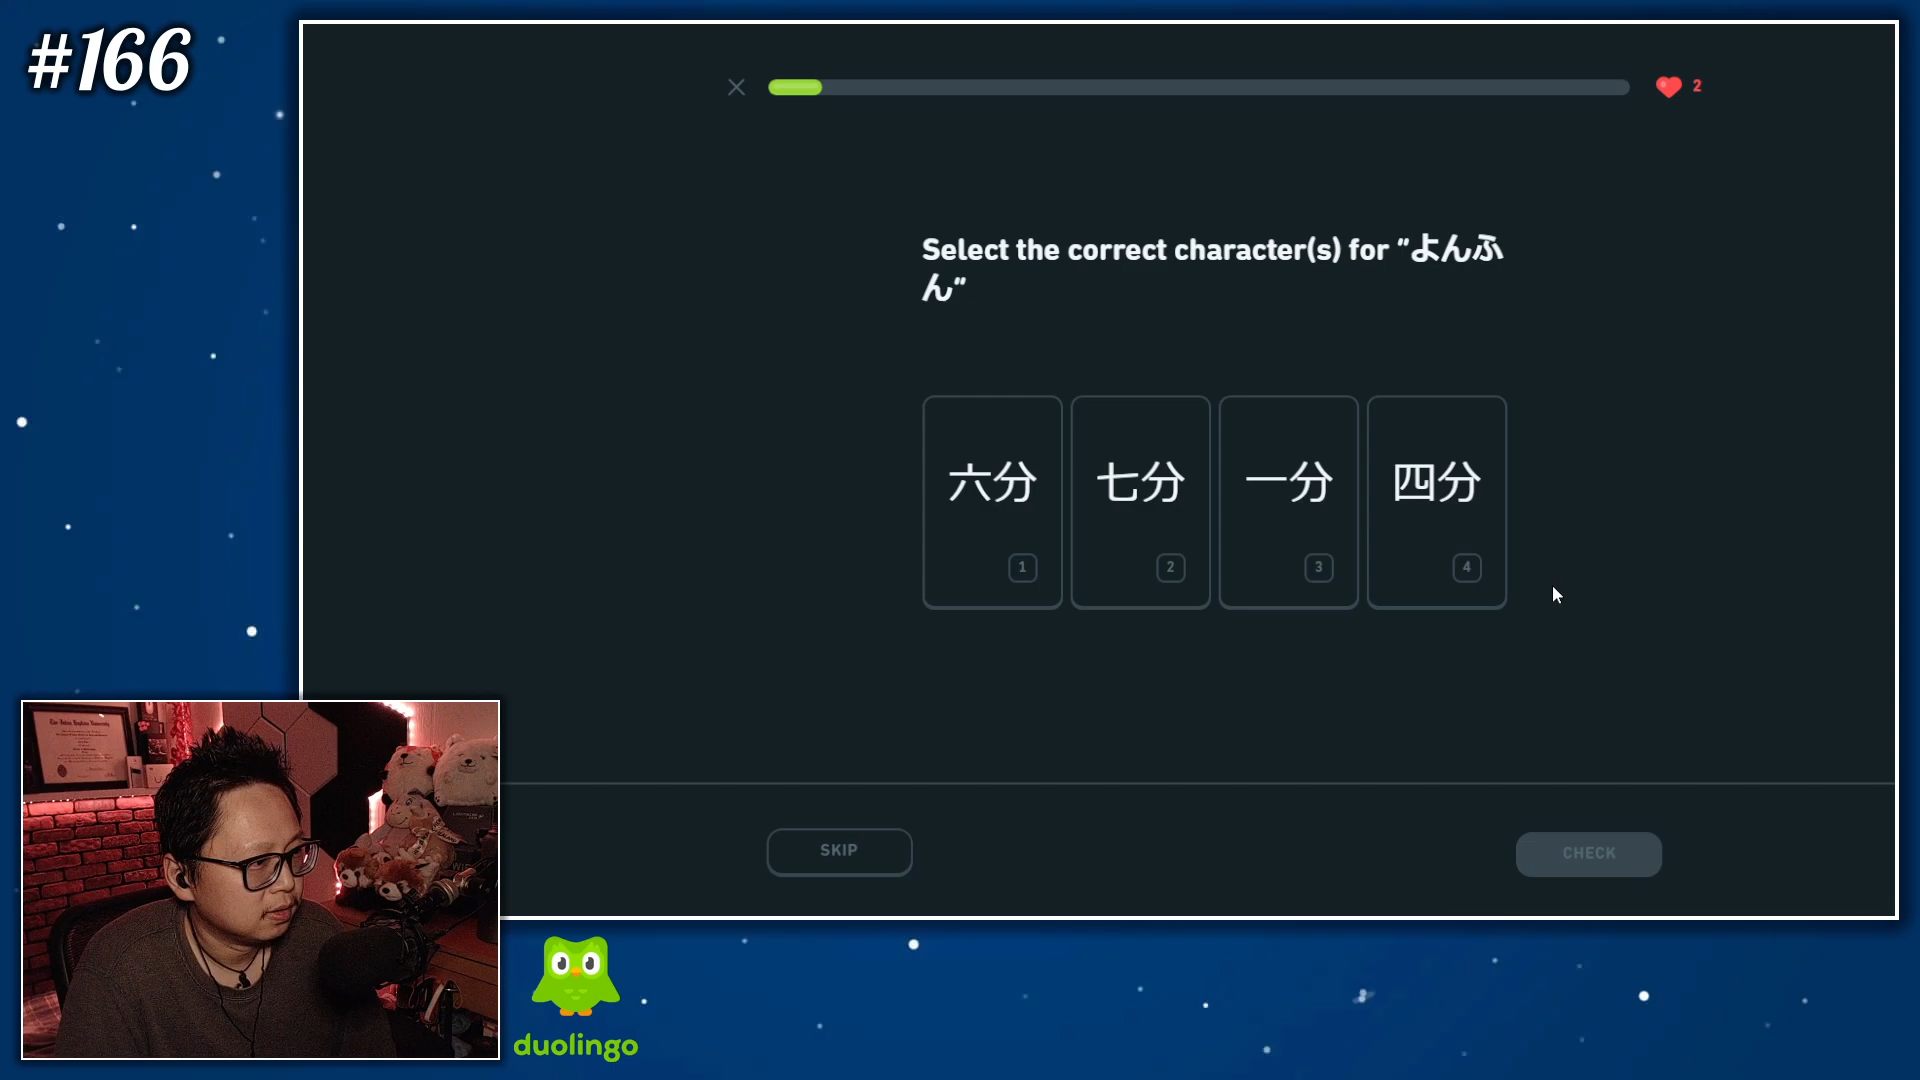 #166
2
Select the correct character(s) for "よんふ
ん"
六分
七分
一分
四分
1
2
3
4
SKIP
CHECK
duolingo